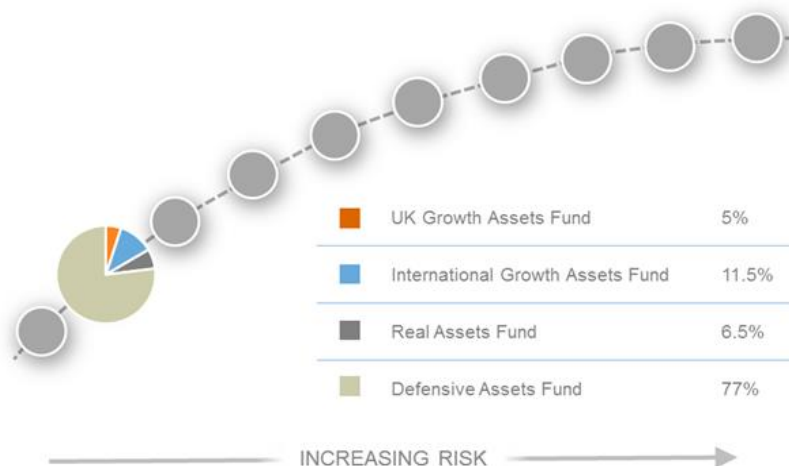 UK Growth Assets Fund 5%
International Growth Assets Fund 11.5%
Real Assets Fund 6.5%
Defensive Assets Fund 77%
INCREASING RISK